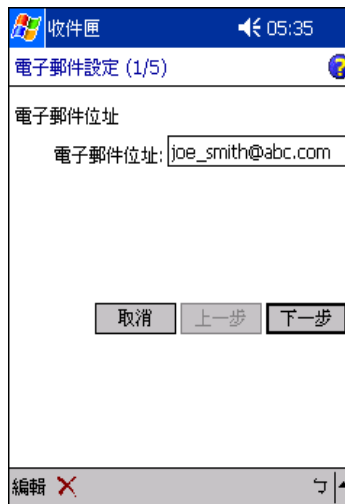 收件匣 05:35
電子郵件設定 (1/5) ?
電子郵件位址
電子郵件位址: joe_smith@abc.com
取消 上一步 下一步
編輯 ㄅ